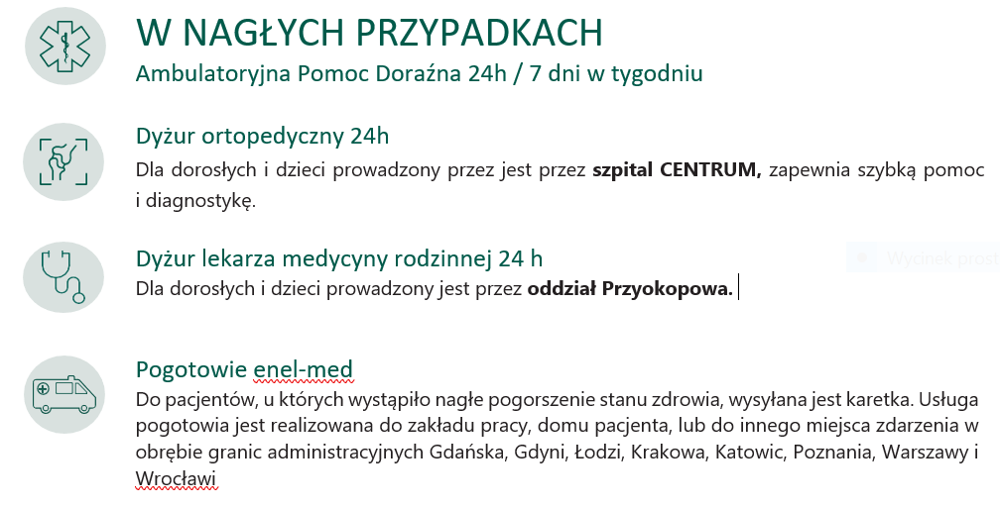 W NAGŁYCH PRZYPADKACH
Ambulatoryjna Pomoc Doraźna 24h / 7 dni w tygodniu
Dyżur ortopedyczny 24h
Dla dorosłych i dzieci prowadzony przez jest przez szpital CENTRUM, zapewnia szybką pomoc
i diagnostykę.
Dyżur lekarza medycyny rodzinnej 24 h
Wycinek prost
Dla dorosłych i dzieci prowadzony jest przez oddział Przyokopowa.
Pogotowie enel-med
Do pacjentów, u których wystąpiło nagłe pogorszenie stanu zdrowia, wysyłana jest karetka. Usługa
pogotowia jest realizowana do zakładu pracy, domu pacjenta, lub do innego miejsca zdarzenia w
obrębie granic administracyjnych Gdańska, Gdyni, Łodzi, Krakowa, Katowic, Poznania, Warszawy i
Wrocławi